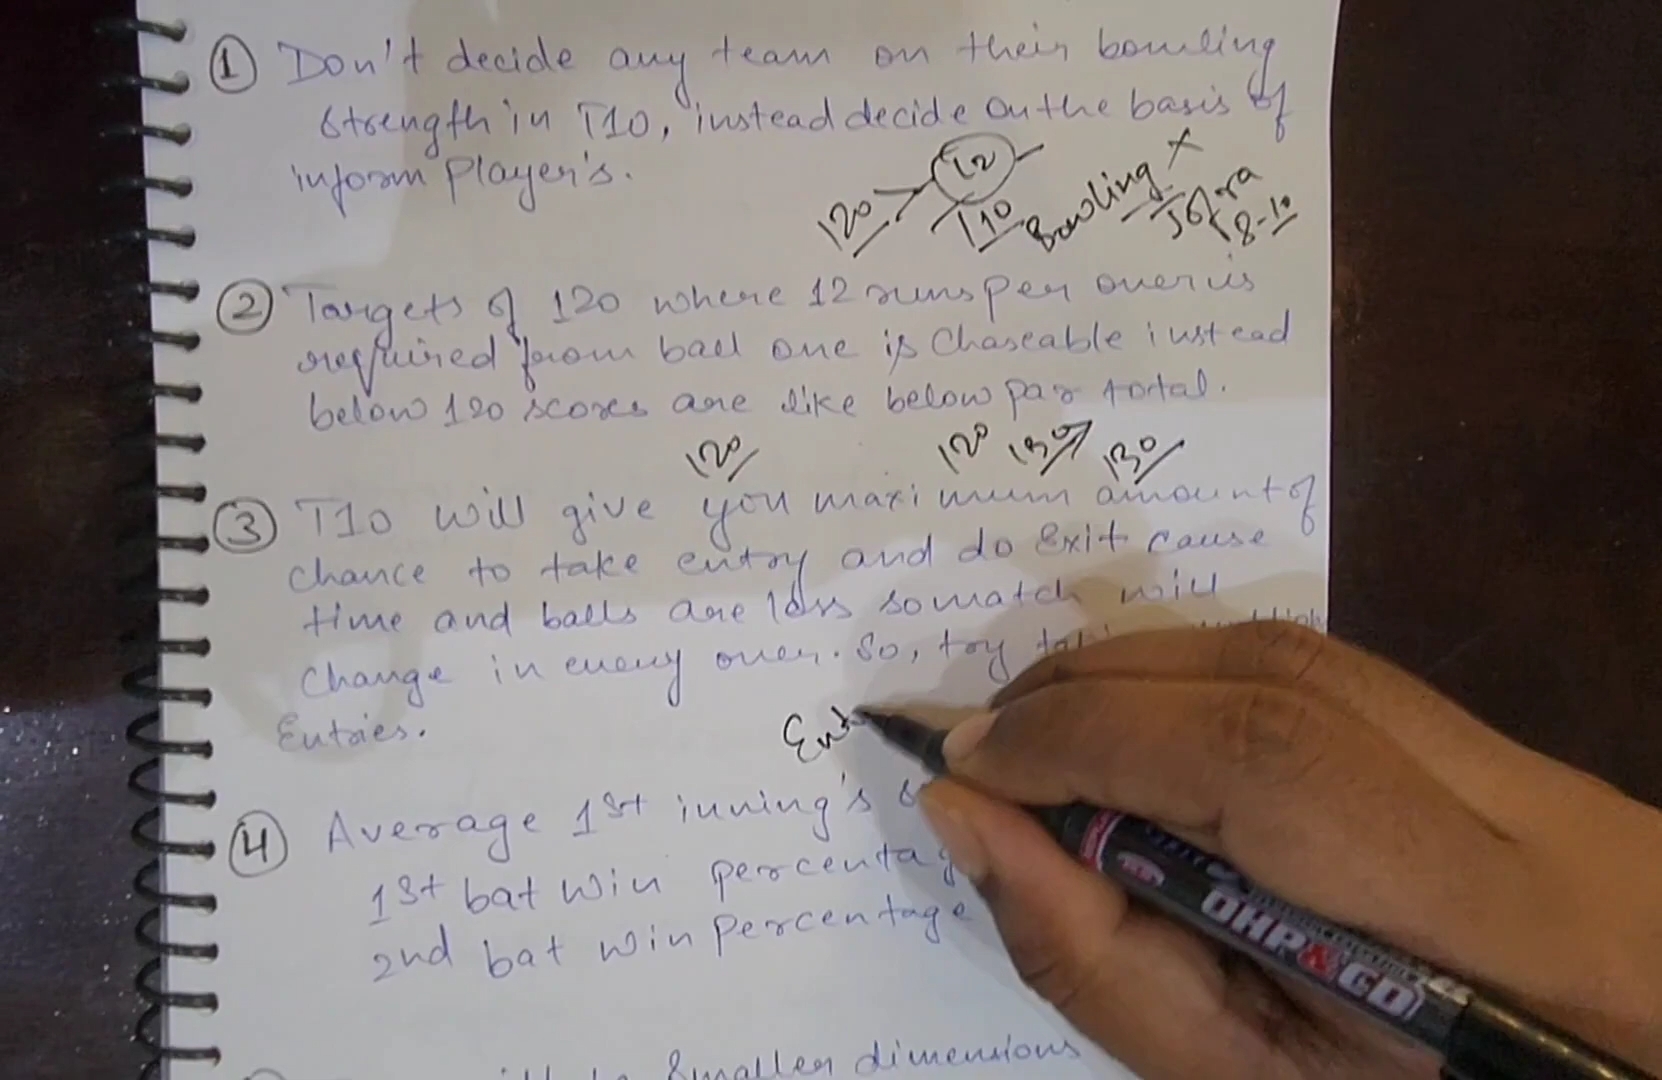 ① Don't decide any team on their bowling
strength in T10, instead decide on the basis of
inform Player's.
12
120
T10
Bowling
Jofra
8-10
② Targets of 120 where 12 runs per over is
required from ball one is Chaseable instead
below 120 scores are like below par total.
120 120 130 130
③ T10 will give you maximum amount of
chance to take entry and do Exit cause
time and balls are less so match will
Change in every over. So, try
Entries.
Ent
④ Average 1st inning's
1st bat win percentag
2nd bat win percentage
Smaller dimensions
OHP&CD